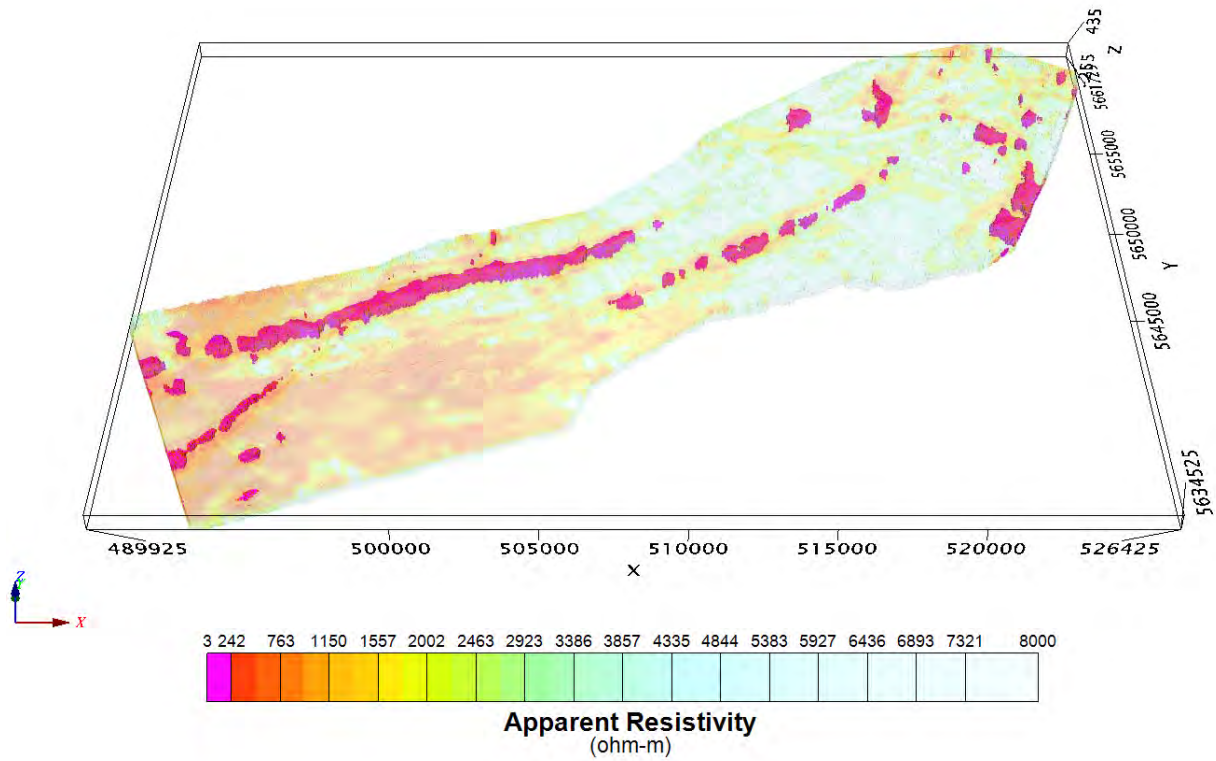 435
Z
5661295
5655000
5650000
Y
5645000
5634525
489925 500000 505000 510000 515000 520000 526425
X
Z
Y
X
3 242 763 1150 1557 2002 2463 2923 3386 3857 4335 4844 5383 5927 6436 6893 7321 8000
Apparent Resistivity
(ohm-m)